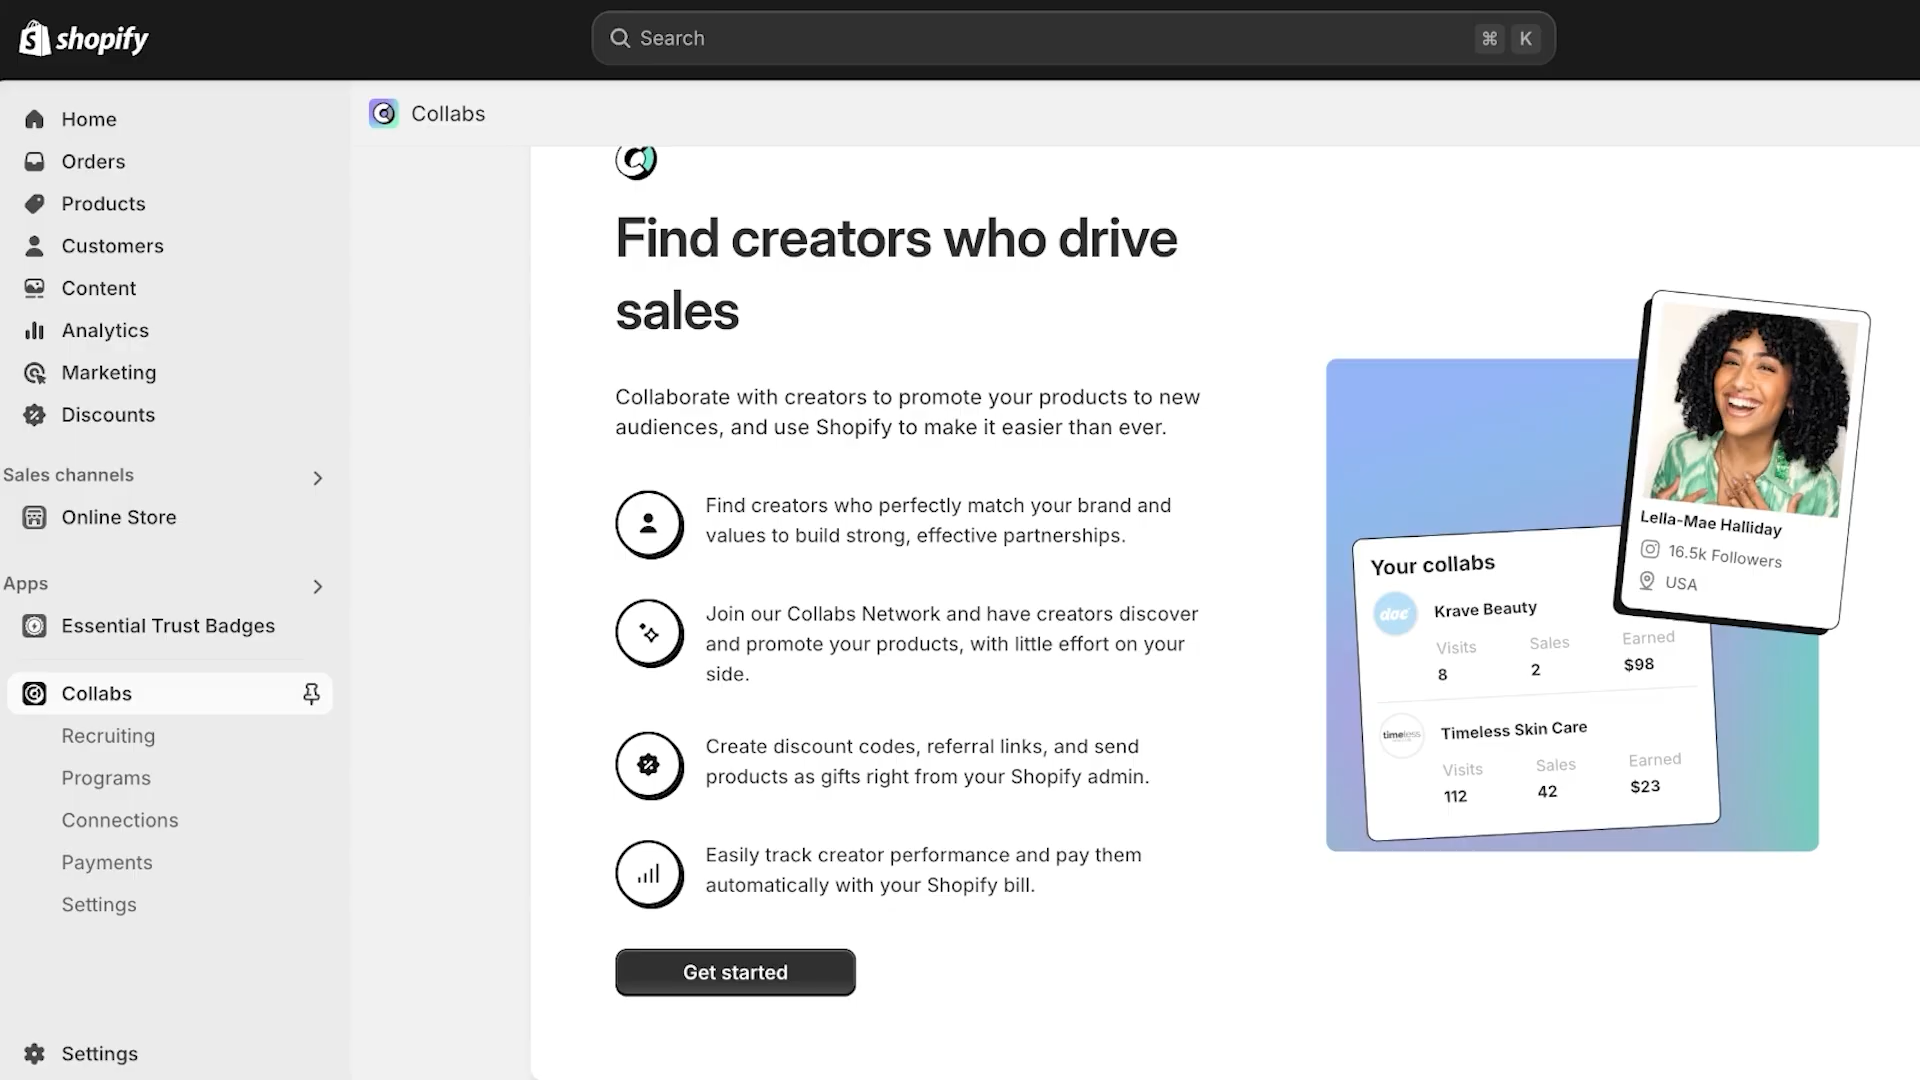 shopify
Search
⌘ K
Home
Orders
Products
Customers
Content
Analytics
Marketing
Discounts
Sales channels
Online Store
Apps
Essential Trust Badges
Collabs
Recruiting
Programs
Connections
Payments
Settings
Settings
Collabs
Find creators who drive
sales
Collaborate with creators to promote your products to new
audiences, and use Shopify to make it easier than ever.
Find creators who perfectly match your brand and
values to build strong, effective partnerships.
Join our Collabs Network and have creators discover
and promote your products, with little effort on your
side.
Create discount codes, referral links, and send
products as gifts right from your Shopify admin.
Easily track creator performance and pay them
automatically with your Shopify bill.
Get started
Lella-Mae Halliday
16.5k Followers
USA
Your collabs
doe
Krave Beauty
Visits Sales Earned
8 2 $98
timeless
Timeless Skin Care
Visits Sales Earned
112 42 $23